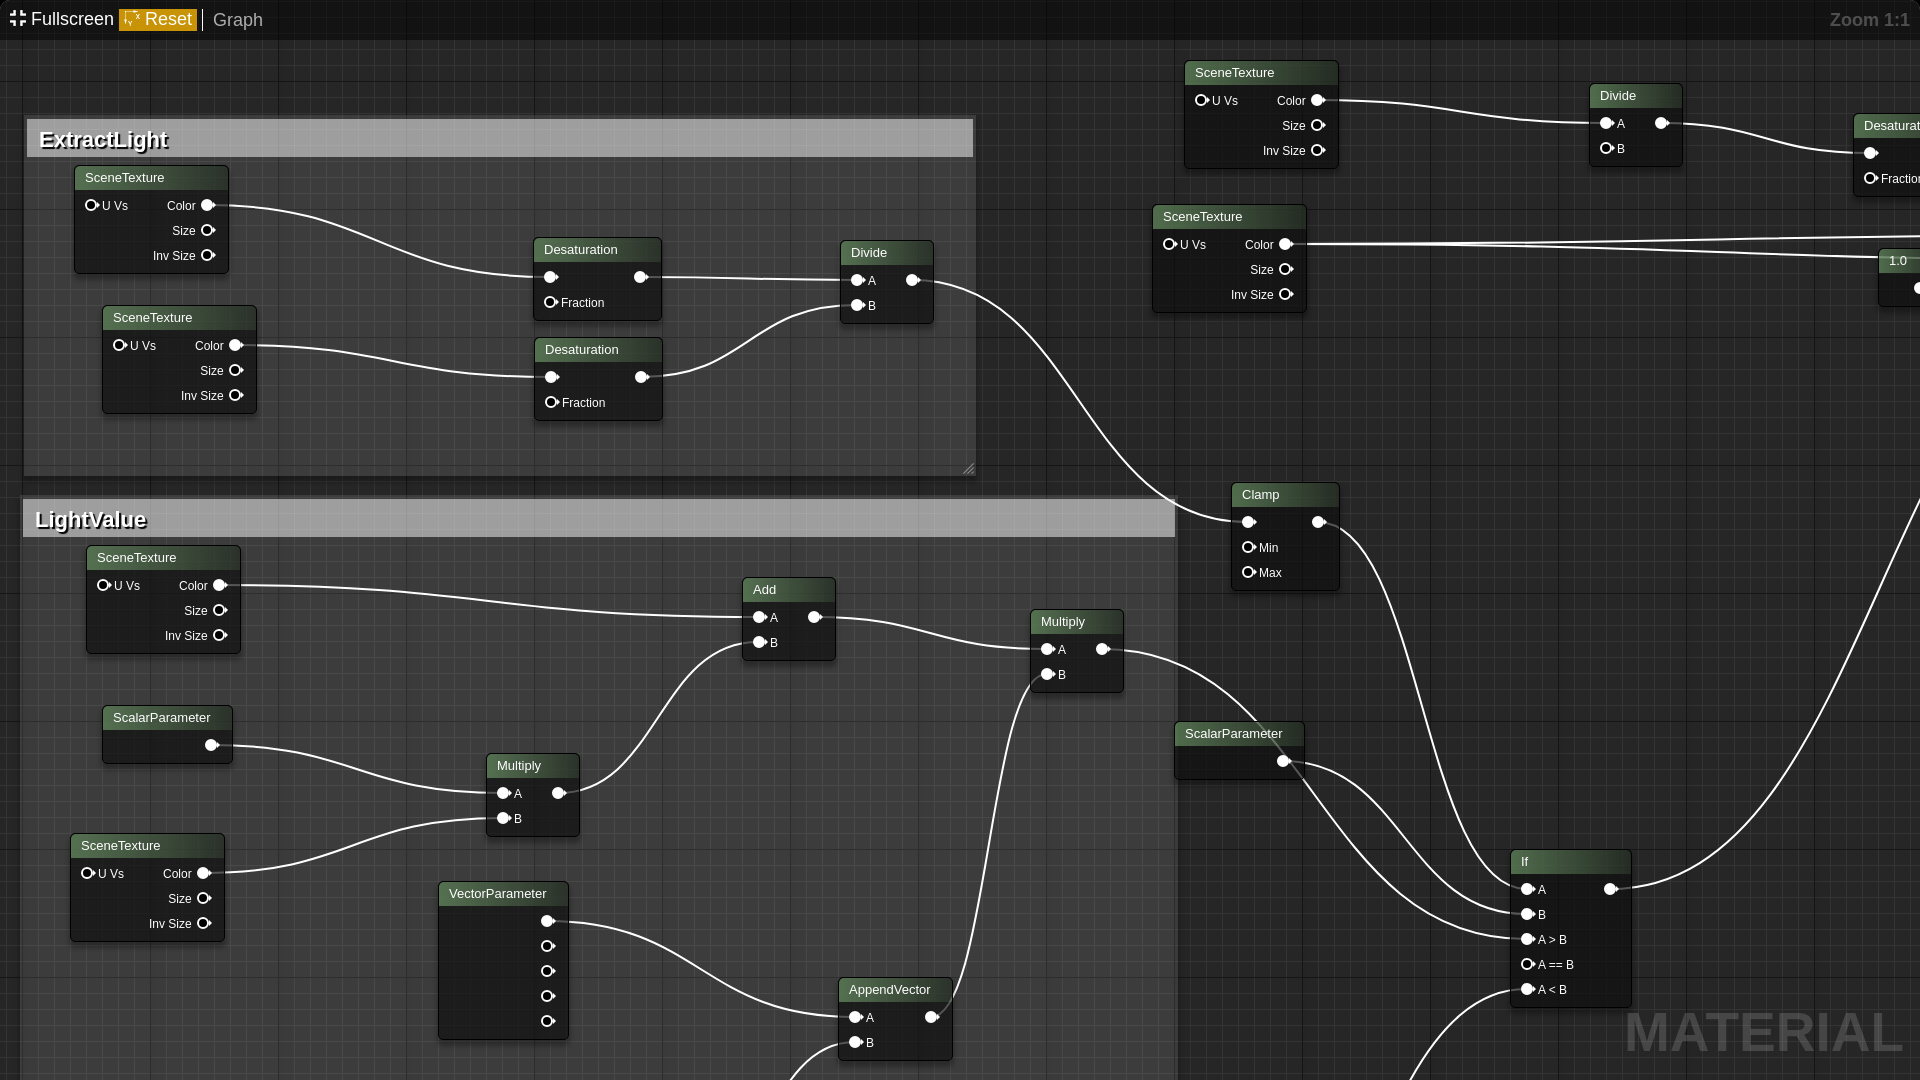 Fullscreen Reset Graph Zoom 1:1
SceneTexture
U Vs Color
Size
Inv Size
Divide
A
B
Desaturat
Fraction
SceneTexture
U Vs Color
Size
Inv Size
1.0
ExtractLight
SceneTexture
U Vs Color
Size
Inv Size
Desaturation
Fraction
Divide
A
B
SceneTexture
U Vs Color
Size
Inv Size
Desaturation
Fraction
LightValue
SceneTexture
U Vs Color
Size
Inv Size
Add
A
B
Multiply
A
B
Clamp
Min
Max
ScalarParameter
ScalarParameter
Multiply
A
B
SceneTexture
U Vs Color
Size
Inv Size
VectorParameter
AppendVector
A
B
If
A
B
A > B
A == B
A < B
MATERIAL